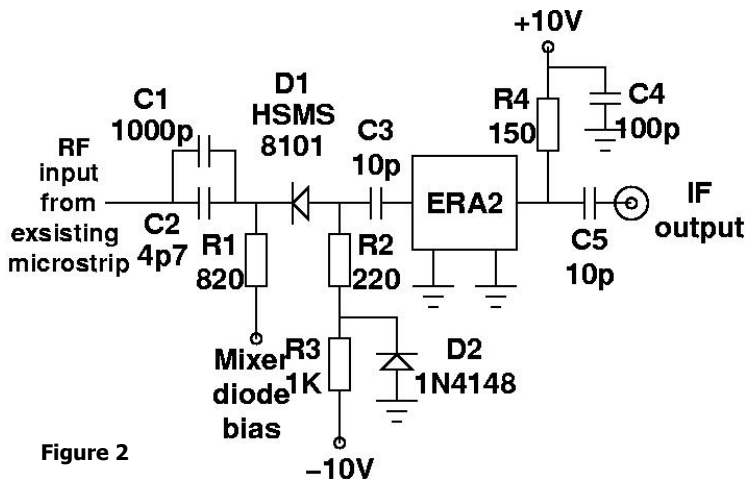 +10V
D1
HSMS
8101
C1
1000p
R4
150
C4
100p
C3
10p
RF
input
from
exsisting
microstrip
ERA2
IF
output
C2
4p7
R1
820
R2
220
C5
10p
Mixer
diode
bias
R3
1K
D2
1N4148
Figure 2
−10V